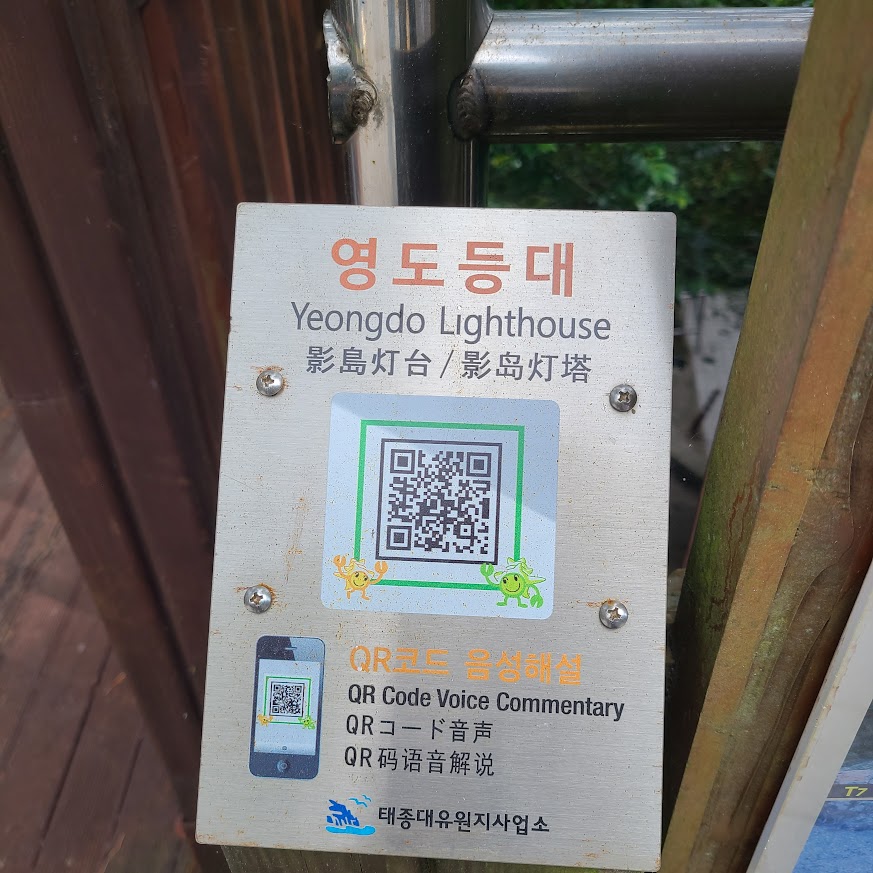 영도등대
Yeongdo Lighthouse
影島灯台 / 影岛灯塔
QR코드 음성해설
QR Code Voice Commentary
QRコード音声
QR码语音解说
태종대유원지사업소
T7